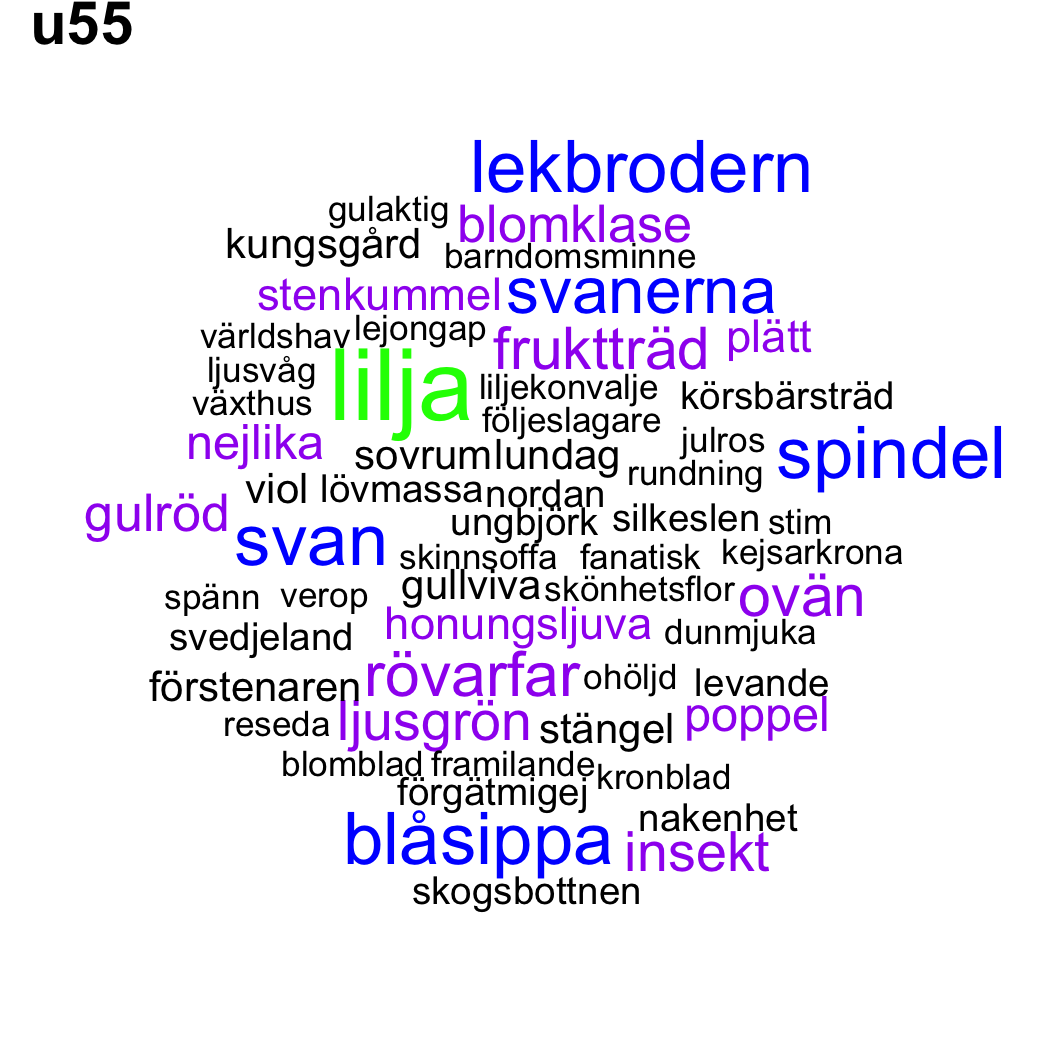 u55
lekbrodern
gulaktig blomklase
kungsgård barndomsminne
stenkummel svanerna
världshav lejongap fruktträd plätt
ljusvåg lilja liljekonvalje körsbärsträd
växthus följeslagare
nejlika sovrumlundag julros spindel
rundning
viol lövmassa nordan
gulröd svan ungbjörk silkeslen stim
skinnsoffa fanatisk kejsarkrona
spänn verop gullviva skönhetsflor ovän
svedjeland honungsljuva dunmjuka
förstenaren rövarfar ohöljd levande
reseda ljusgrön stängel poppel
blomblad framilande kronblad
förgätmigej
blåsippa nakenhet
insekt
skogsbottnen